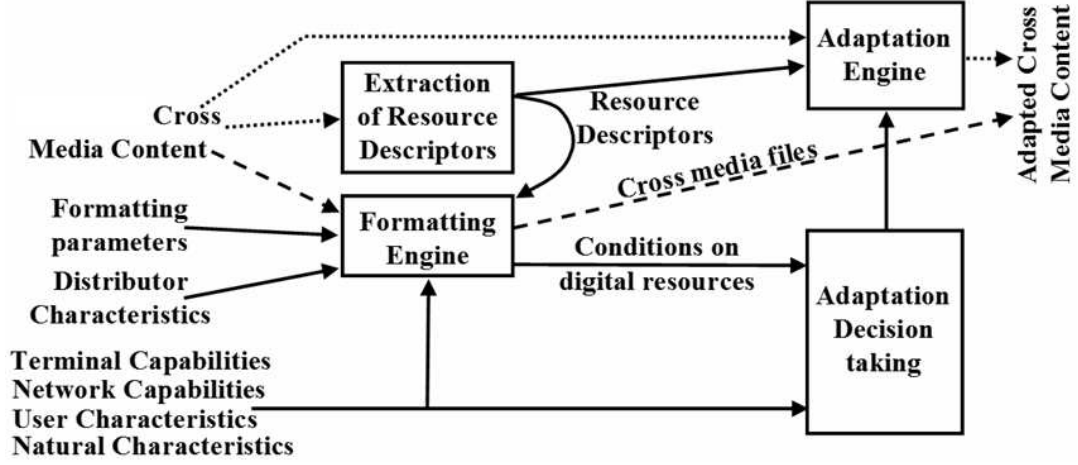 Adaptation
Engine
Adapted Cross
Media Content
Extraction
of Resource
Descriptors
Resource
Descriptors
Cross
Media Content
Cross media files
Formatting
parameters
Formatting
Engine
Conditions on
digital resources
Distributor
Characteristics
Adaptation
Decision
taking
Terminal Capabilities
Network Capabilities
User Characteristics
Natural Characteristics